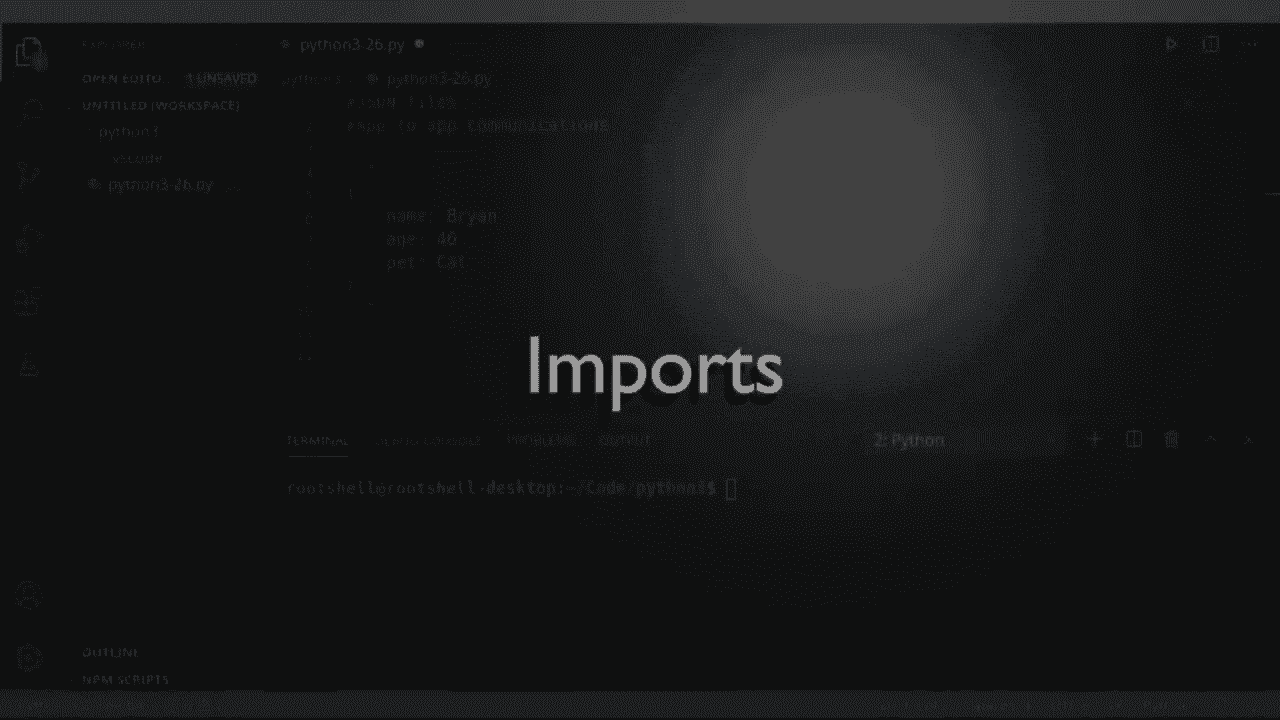 EXPLORER
python3-26.py
OPEN EDITO 1 UNSAVED
python3 python3-26.py
UNTITLED (WORKSPACE)
python3
.vscode
python3-26.py
#json files
#app to app communications
name: Bryan
age: 46
pet: Cat
Imports
TERMINAL DEBUG CONSOLE PROBLEMS OUTPUT 2: Python
rootshell@rootshell-desktop:~/Code/python3$
OUTLINE
NPM SCRIPTS